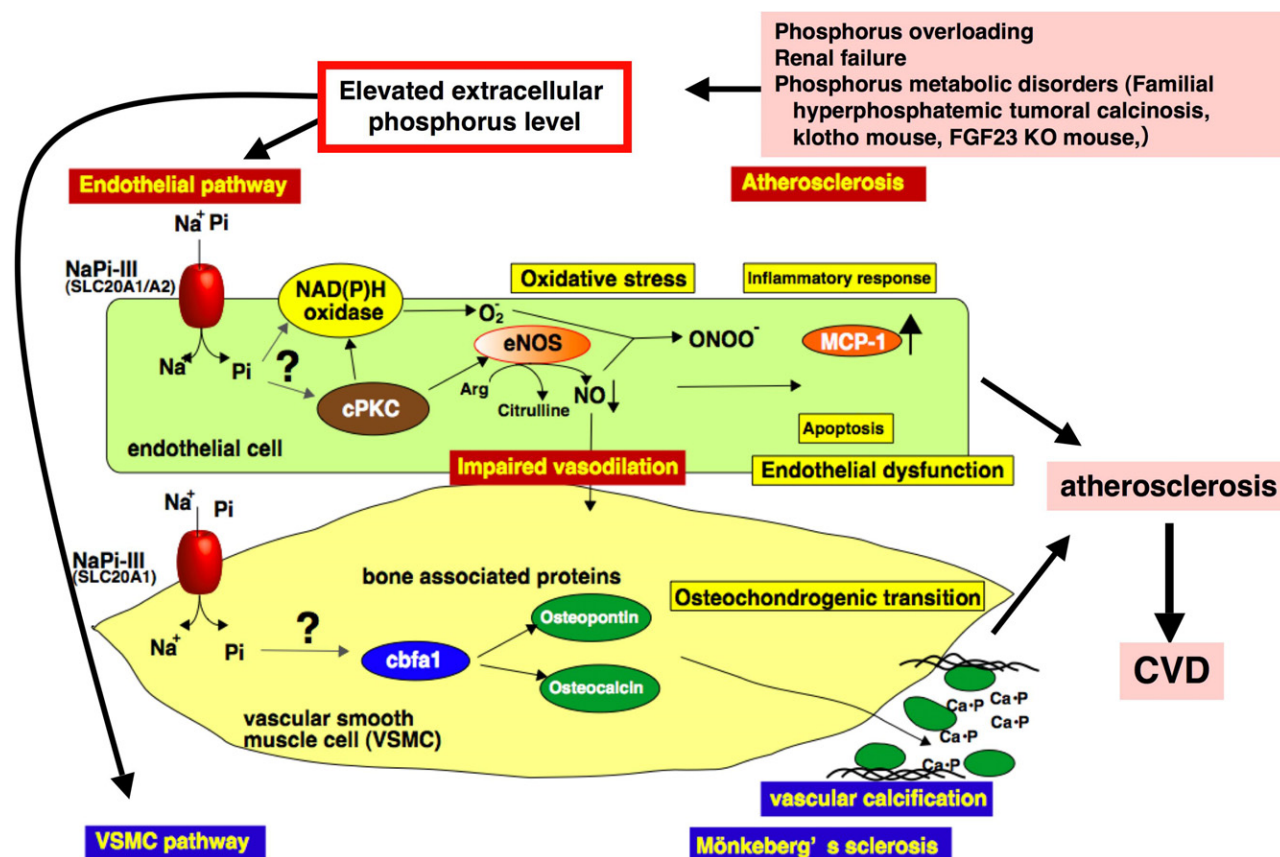 Phosphorus overloading
Renal failure
Phosphorus metabolic disorders (Familial
hyperphosphatemic tumoral calcinosis,
klotho mouse, FGF23 KO mouse,)
Elevated extracellular
phosphorus level
Endothelial pathway
Atherosclerosis
Na+ Pi
NaPi-III
(SLC20A1/A2)
NAD(P)H
oxidase
Oxidative stress
Inflammatory response
O2-
ONOO-
eNOS
MCP-1
Na+
Pi
?
cPKC
Arg
Citrulline
NO
Apoptosis
endothelial cell
Impaired vasodilation
Endothelial dysfunction
atherosclerosis
Na+
Pi
NaPi-III
(SLC20A1)
bone associated proteins
Osteochondrogenic transition
Osteopontin
Na+
Pi
?
cbfa1
Osteocalcin
CVD
vascular smooth
muscle cell (VSMC)
Ca•P
Ca•P
Ca•P
Ca•P
Ca•P
vascular calcification
VSMC pathway
Mönkeberg' s sclerosis